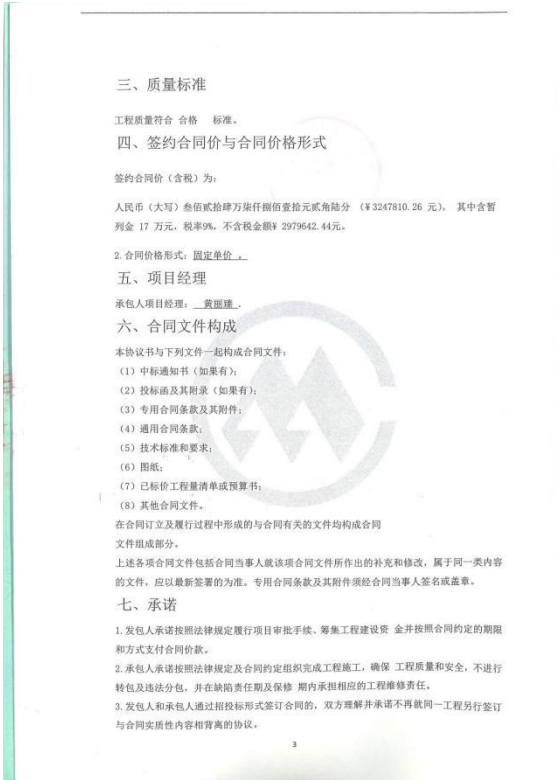 三、质量标准
工程质量符合 合格 标准。
四、签约合同价与合同价格形式
签约合同价（含税）为：
人民币（大写）叁佰贰拾肆万柒仟捌佰壹拾元贰角陆分 （¥3247810.26 元）， 其中含暂
列金 17 万元，税率9%，不含税金额¥ 2979642.44元。
2.合同价格形式：固定单价 。
五、项目经理
承包人项目经理： 黄丽臻 .
六、合同文件构成
本协议书与下列文件一起构成合同文件：
（1）中标通知书（如果有）；
（2）投标函及其附录（如果有）；
（3）专用合同条款及其附件；
（4）通用合同条款；
（5）技术标准和要求；
（6）图纸；
（7）已标价工程量清单或预算书；
（8）其他合同文件。
在合同订立及履行过程中形成的与合同有关的文件均构成合同
文件组成部分。
上述各项合同文件包括合同当事人就该项合同文件所作出的补充和修改，属于同一类内容
的文件，应以最新签署的为准。专用合同条款及其附件须经合同当事人签名或盖章。
七、承诺
1.发包人承诺按照法律规定履行项目审批手续、筹集工程建设资 金并按照合同约定的期限
和方式支付合同价款。
2.承包人承诺按照法律规定及合同约定组织完成工程施工，确保 工程质量和安全，不进行
转包及违法分包，并在缺陷责任期及保修 期内承担相应的工程维修责任。
3.发包人和承包人通过招投标形式签订合同的，双方理解并承诺不再就同一工程另行签订
与合同实质性内容相背离的协议。
3